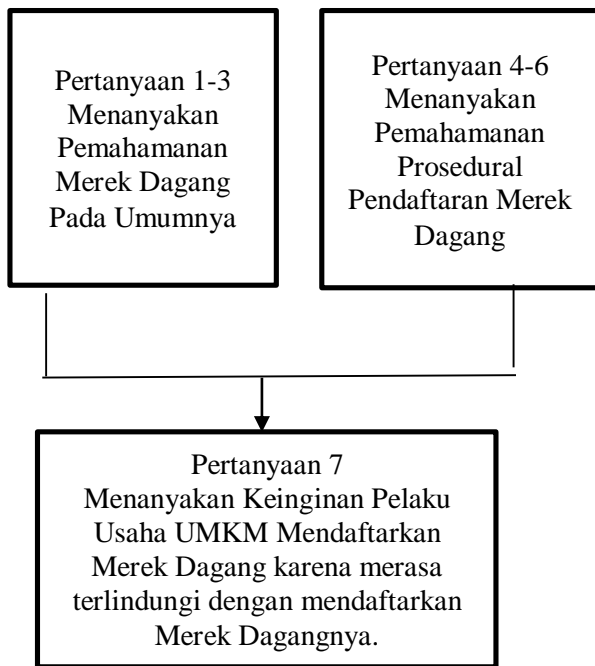 Pertanyaan 1-3
Menanyakan
Pemahamanan
Merek Dagang
Pada Umumnya
Pertanyaan 4-6
Menanyakan
Pemahamanan
Prosedural
Pendaftaran Merek
Dagang
Pertanyaan 7
Menanyakan Keinginan Pelaku
Usaha UMKM Mendaftarkan
Merek Dagang karena merasa
terlindungi dengan mendaftarkan
Merek Dagangnya.